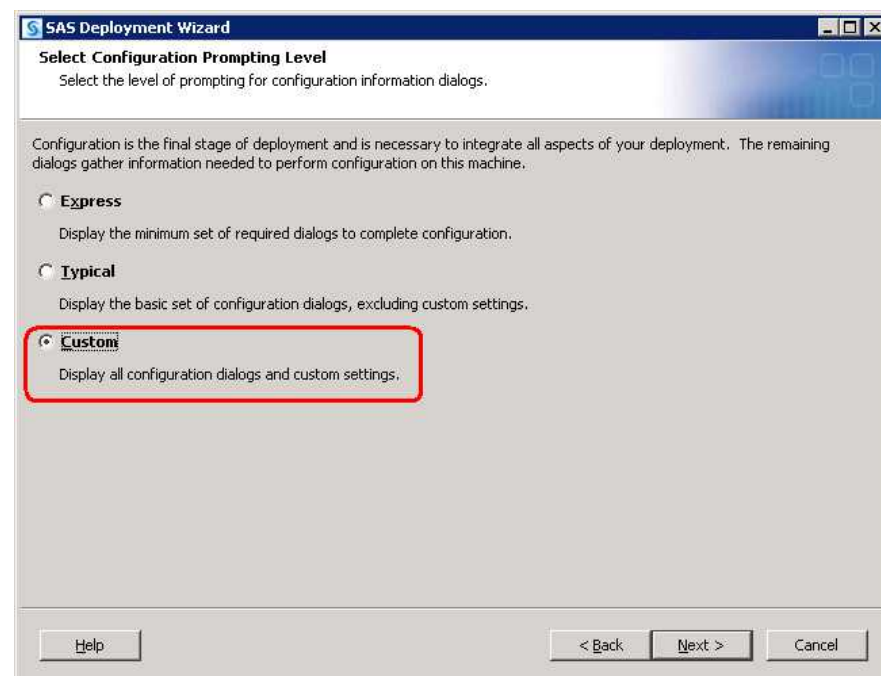 SAS Deployment Wizard
Select Configuration Prompting Level
Select the level of prompting for configuration information dialogs.
Configuration is the final stage of deployment and is necessary to integrate all aspects of your deployment. The remaining
dialogs gather information needed to perform configuration on this machine.
Express
Display the minimum set of required dialogs to complete configuration.
Typical
Display the basic set of configuration dialogs, excluding custom settings.
Custom
Display all configuration dialogs and custom settings.
Help
< Back
Next >
Cancel